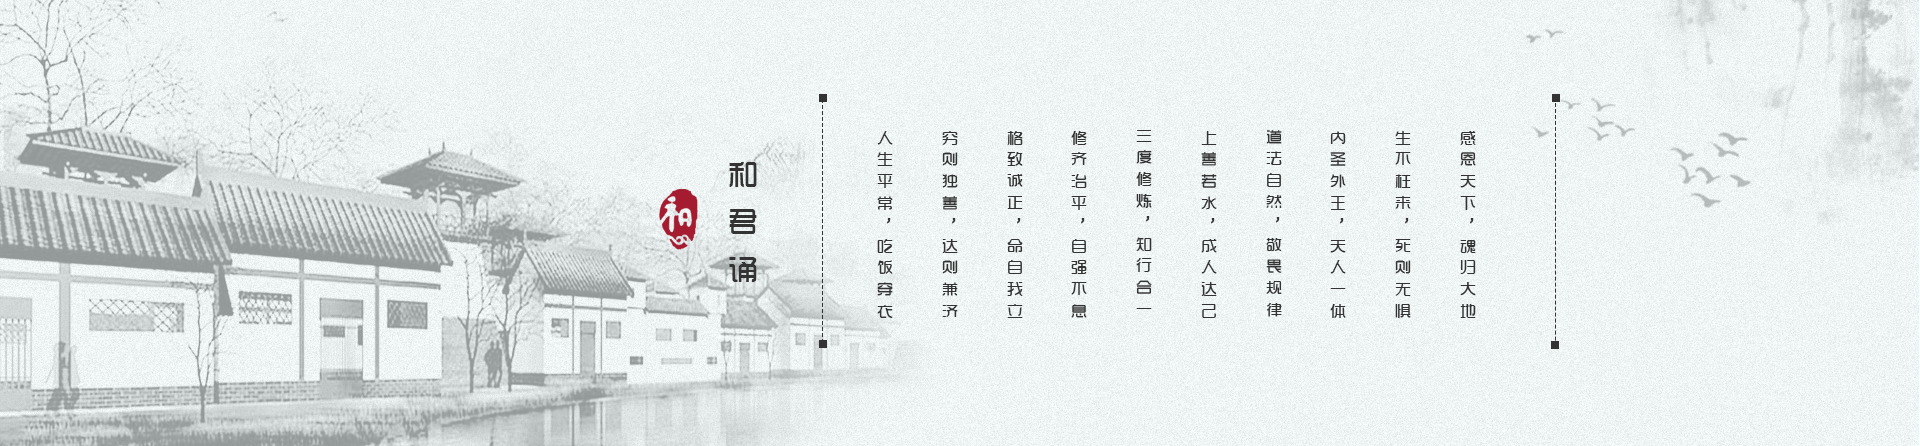 和君诵
人生平常，吃饭穿衣
穷则独善，达则兼济
格致诚正，命自我立
修齐治平，自强不息
三度修炼，知行合一
上善若水，成人达己
道法自然，敬畏规律
内圣外王，天人一体
生不枉来，死则无惧
感恩天下，魂归大地